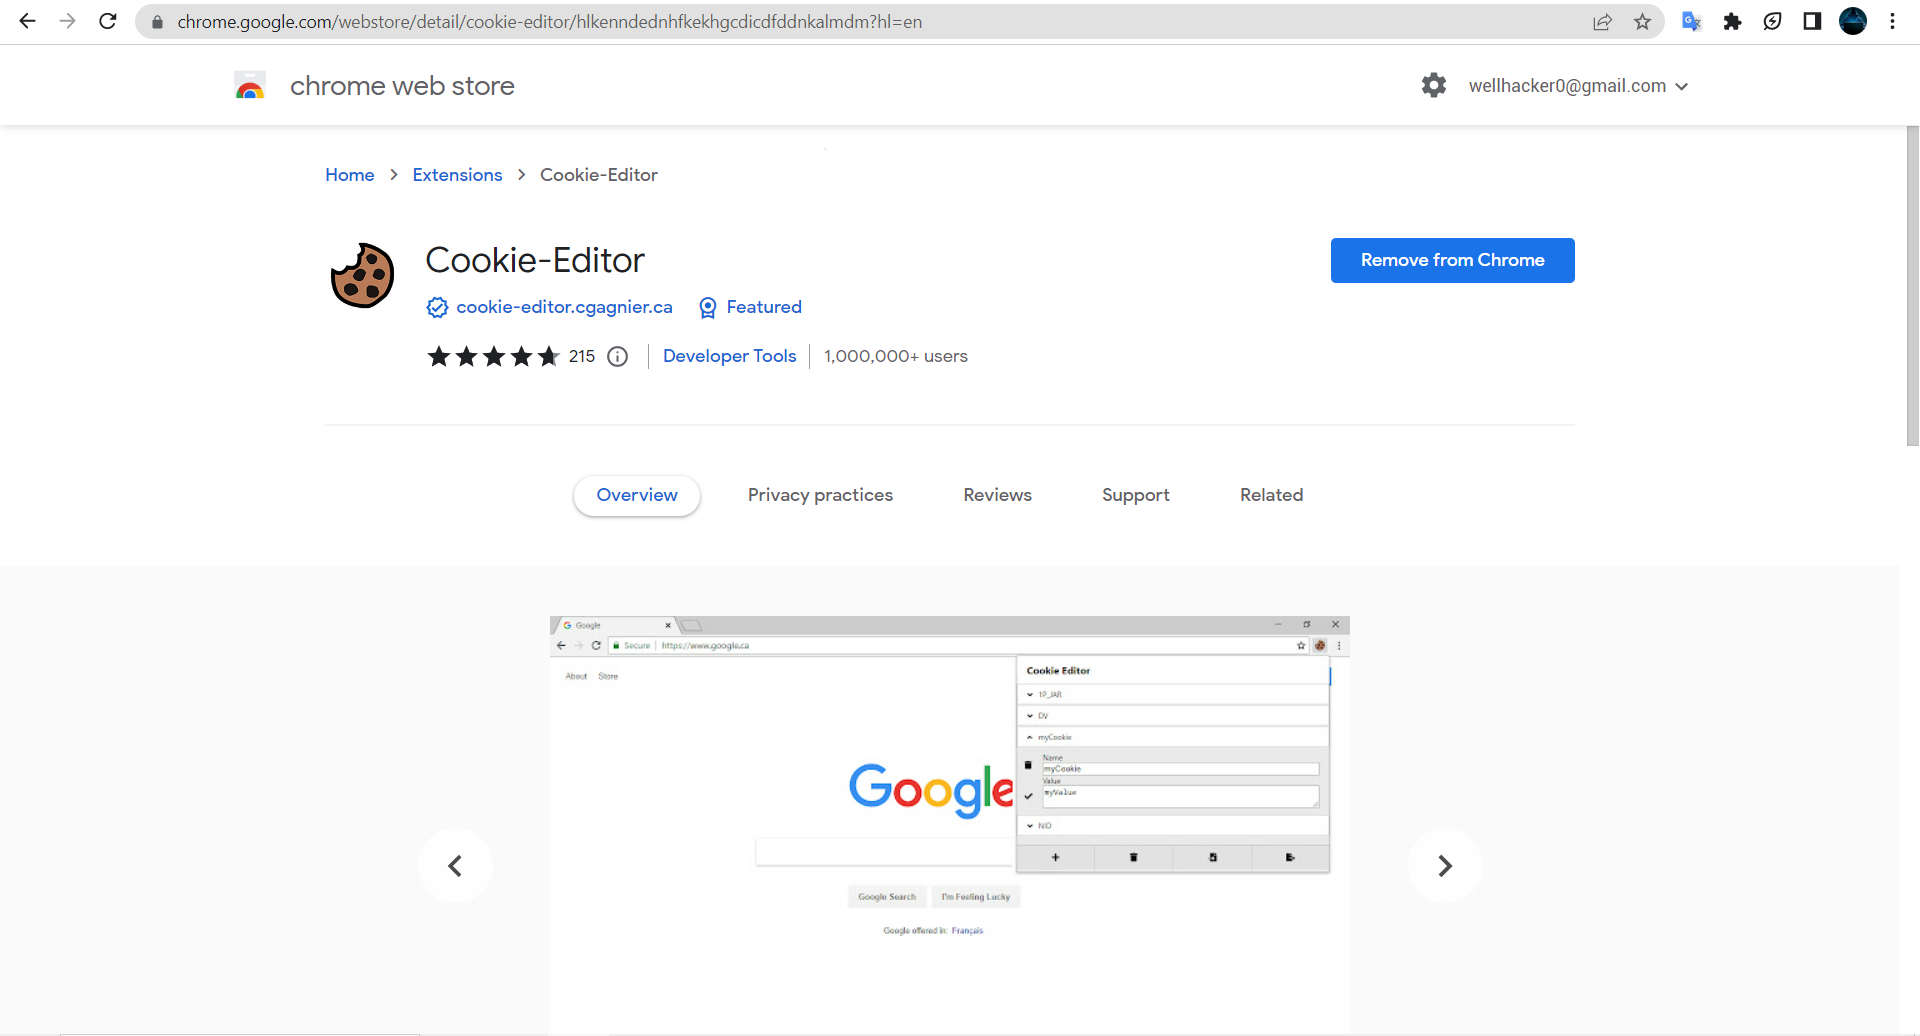 chrome.google.com/webstore/detail/cookie-editor/hlkenndednhfkekhgcdicdfddnkalmdm?hl=en
chrome web store
wellhacker0@gmail.com
Home > Extensions > Cookie-Editor
Cookie-Editor
Remove from Chrome
cookie-editor.cgagnier.ca Featured
215 Developer Tools 1,000,000+ users
Overview Privacy practices Reviews Support Related
Google
Secure https://www.google.ca
About Store
Cookie Editor
1P_JAR
DV
myCookie
Name
myCookie
Value
myValue
NID
Google
Google Search I'm Feeling Lucky
Google offered in: Français